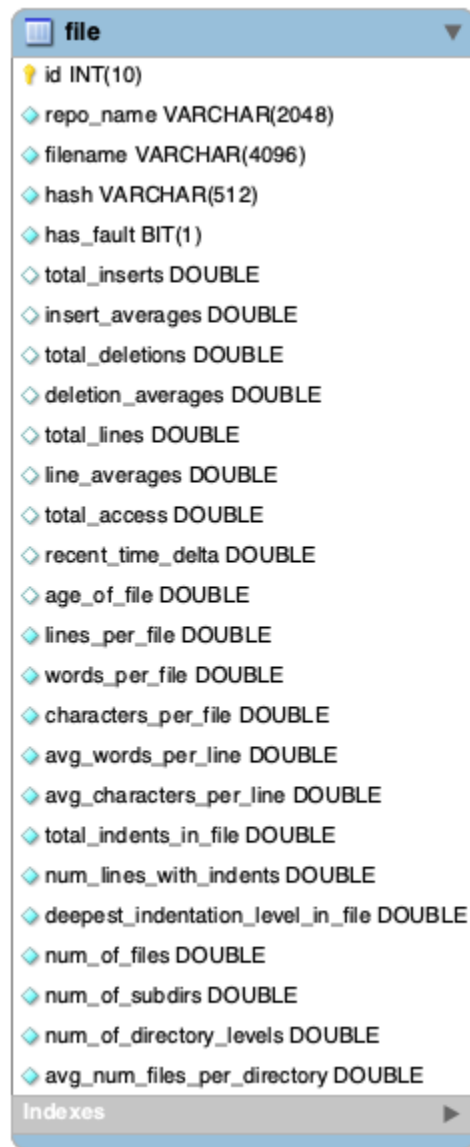 file
id INT(10)
repo_name VARCHAR(2048)
filename VARCHAR(4096)
hash VARCHAR(512)
has_fault BIT(1)
total_inserts DOUBLE
insert_averages DOUBLE
total_deletions DOUBLE
deletion_averages DOUBLE
total_lines DOUBLE
line_averages DOUBLE
total_access DOUBLE
recent_time_delta DOUBLE
age_of_file DOUBLE
lines_per_file DOUBLE
words_per_file DOUBLE
characters_per_file DOUBLE
avg_words_per_line DOUBLE
avg_characters_per_line DOUBLE
total_indents_in_file DOUBLE
num_lines_with_indents DOUBLE
deepest_indentation_level_in_file DOUBLE
num_of_files DOUBLE
num_of_subdirs DOUBLE
num_of_directory_levels DOUBLE
avg_num_files_per_directory DOUBLE
Indexes